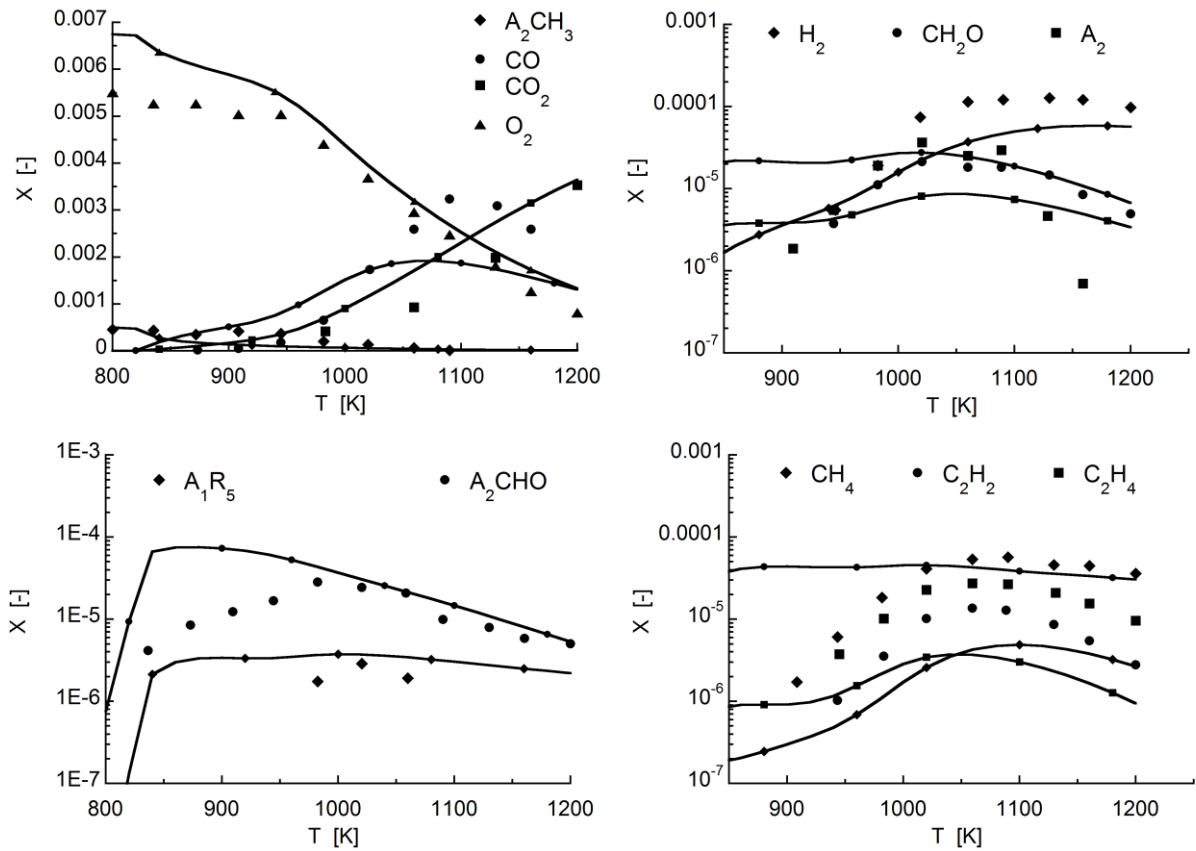 0.007
0.006
0.005
0.004
0.003
0.002
0.001
0
X [-]
A₂CH₃
CO
CO₂
O₂
800 900 1000 1100 1200
T [K]
0.0001
0.0001
10⁻⁵
10⁻⁶
10⁻⁷
X [-]
H₂ CH₂O A₂
900 1000 1100 1200
T [K]
1E-3
1E-4
1E-5
1E-6
1E-7
X [-]
A₁R₅ A₂CHO
800 900 1000 1100 1200
T [K]
0.001
0.0001
10⁻⁵
10⁻⁶
10⁻⁷
X [-]
CH₄ C₂H₂ C₂H₄
900 1000 1100 1200
T [K]